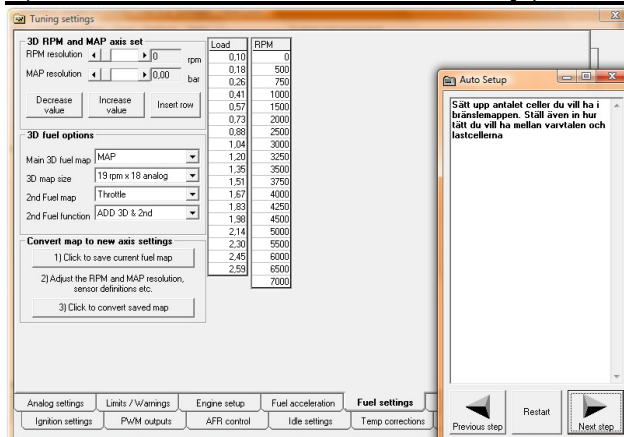 Tuning settings
3D RPM and MAP axis set
RPM resolution 0 rpm
MAP resolution 0,00 bar
Decrease value
Increase value
Insert row
3D fuel options
Main 3D fuel map MAP
3D map size 19 rpm x 18 analog
2nd Fuel map Throttle
2nd Fuel function ADD 3D & 2nd
Convert map to new axis settings
1) Click to save current fuel map
2) Adjust the RPM and MAP resolution,
sensor definitions etc.
3) Click to convert saved map
Load RPM
0,10 0
0,18 500
0,26 750
0,41 1000
0,57 1500
0,73 2000
0,88 2500
1,04 3000
1,20 3250
1,35 3500
1,51 3750
1,67 4000
1,83 4250
1,98 4500
2,14 5000
2,30 5500
2,45 6000
2,59 6500
7000
Auto Setup
Sätt upp antalet celler du vill ha i
bränslemappen. Ställ även in hur
tätt du vill ha mellan varvtalen och
lastcellerna
Previous step
Restart
Next step
Analog settings
Limits / Warnings
Engine setup
Fuel acceleration
Fuel settings
Ignition settings
PWM outputs
AFR control
Idle settings
Temp corrections